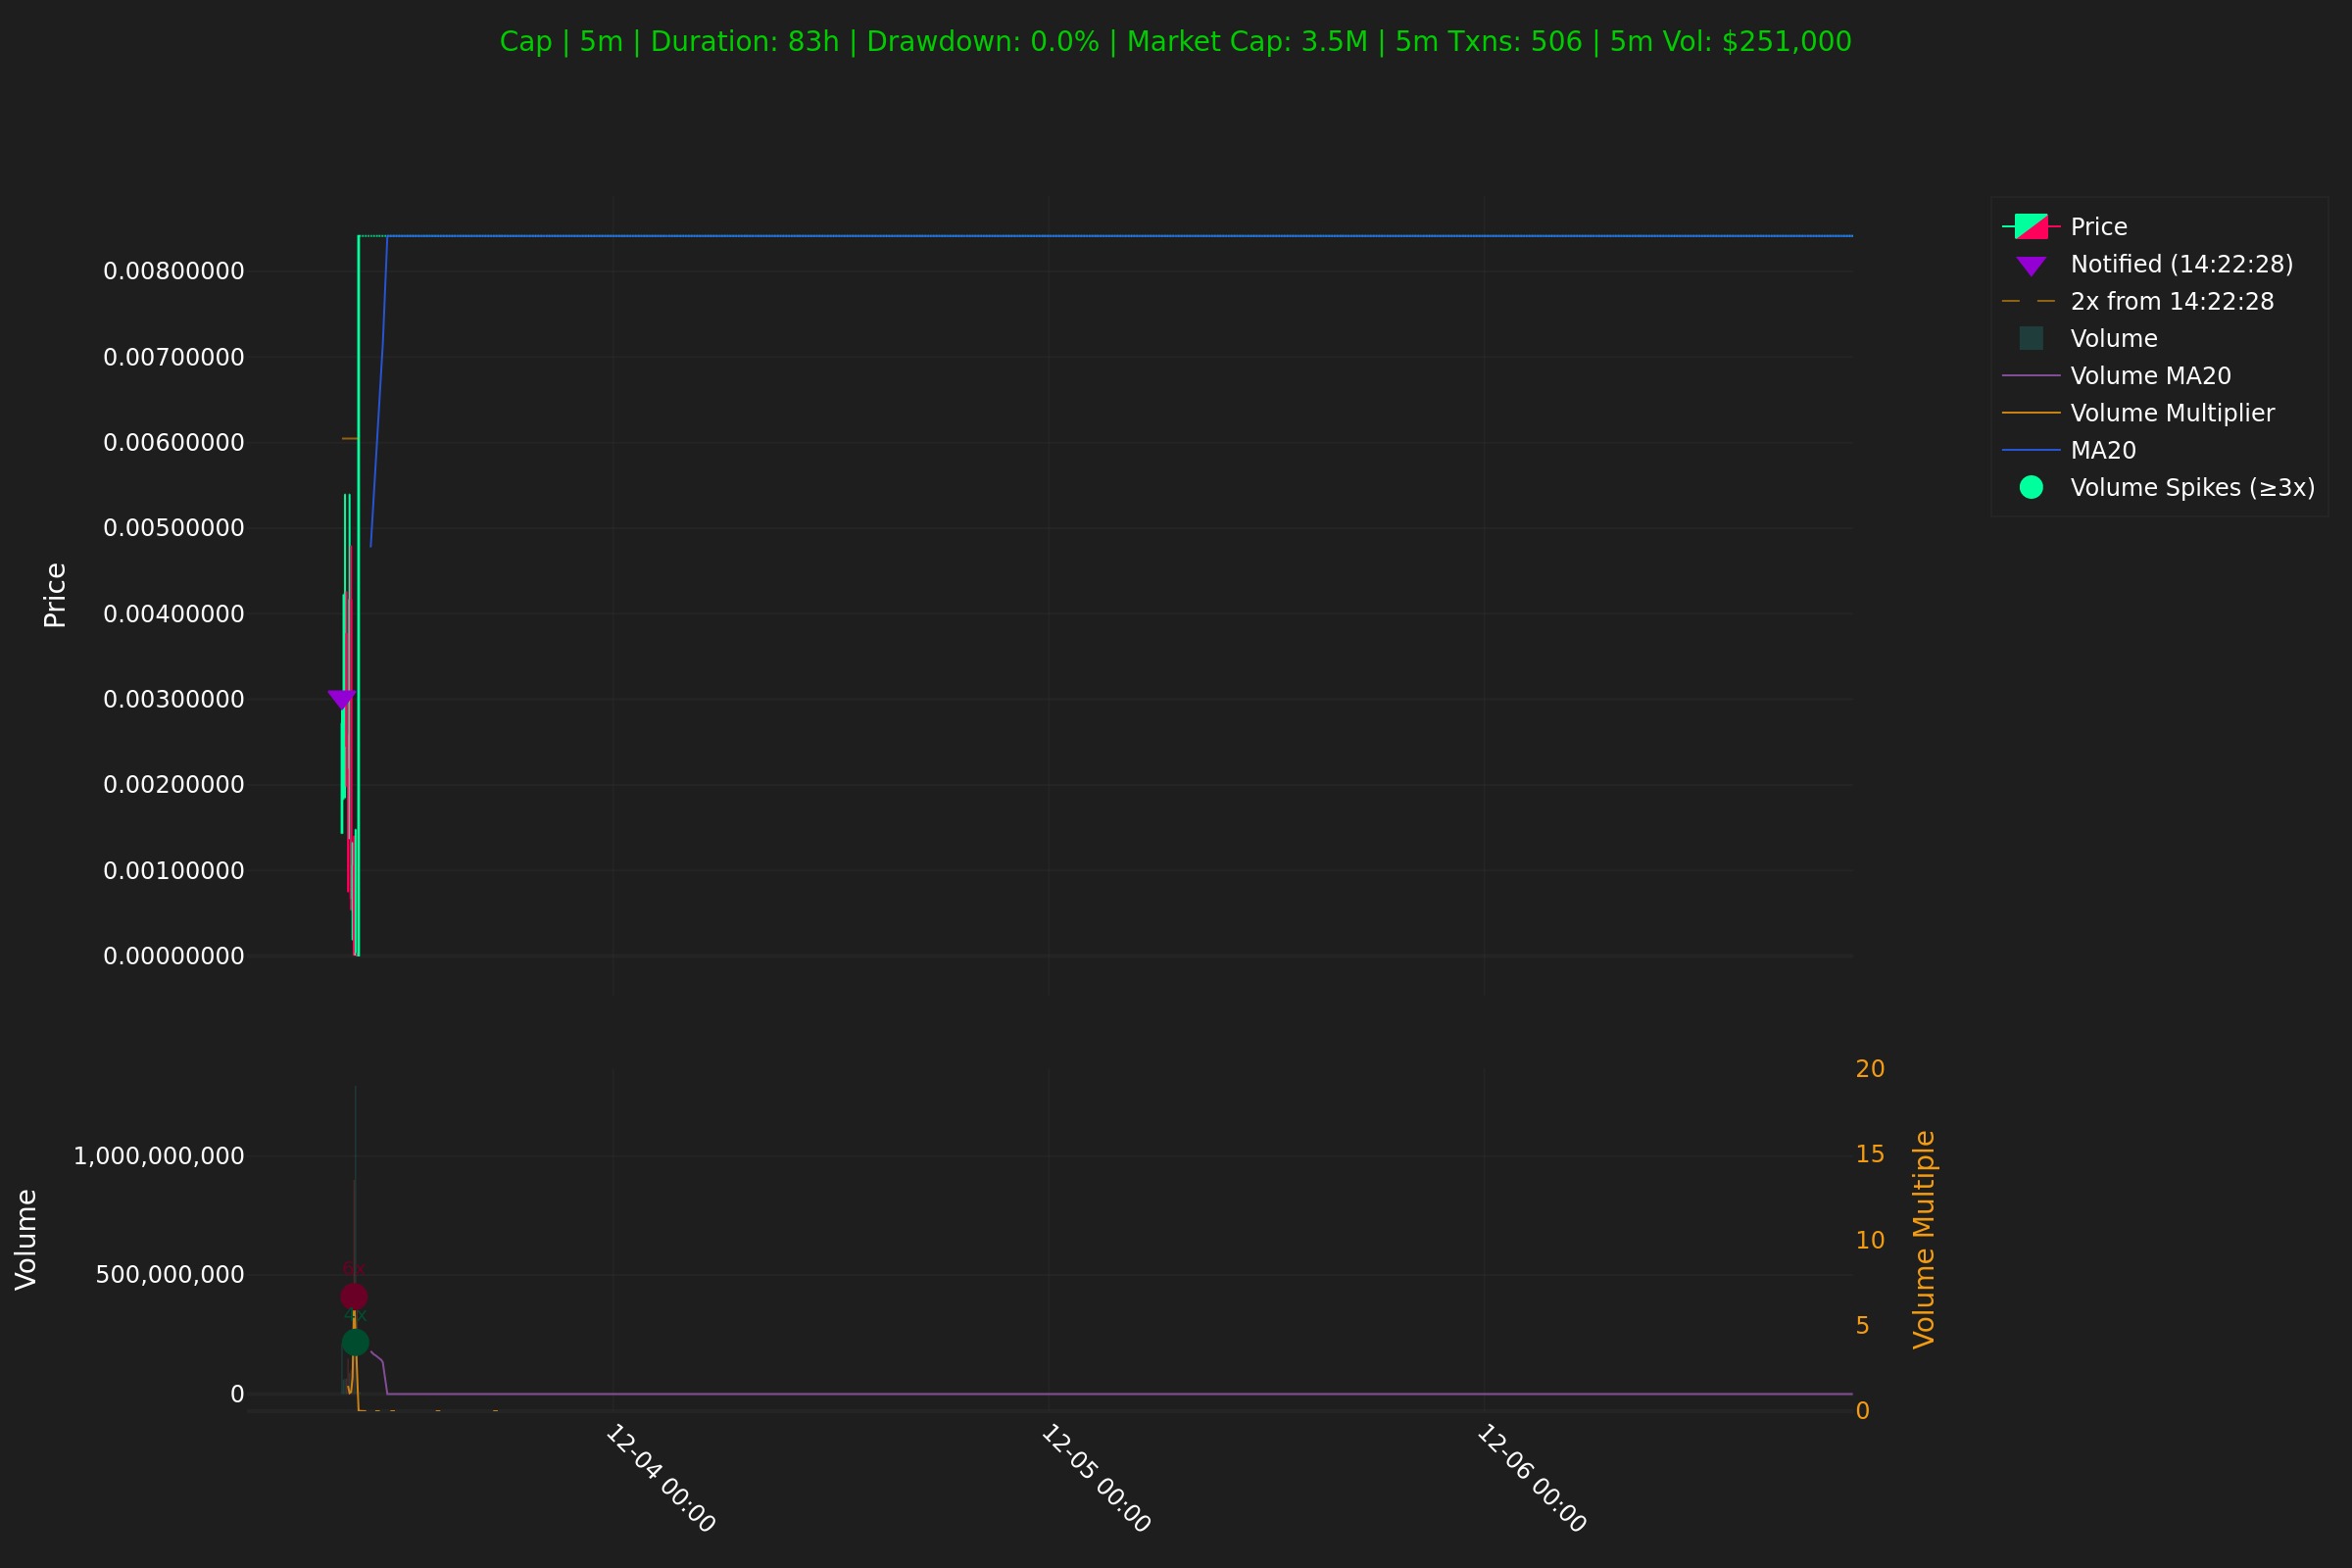 Cap | 5m | Duration: 83h | Drawdown: 0.0% | Market Cap: 3.5M | 5m Txns: 506 | 5m Vol: $251,000
Price
Notified (14:22:28)
2x from 14:22:28
Volume
Volume MA20
Volume Multiplier
MA20
Volume Spikes (≥3x)
Price
0.00800000
0.00700000
0.00600000
0.00500000
0.00400000
0.00300000
0.00200000
0.00100000
0.00000000
Volume
1,000,000,000
500,000,000
0
4x
20
15
10
5
0
Volume Multiple
12-04 00:00
12-05 00:00
12-06 00:00